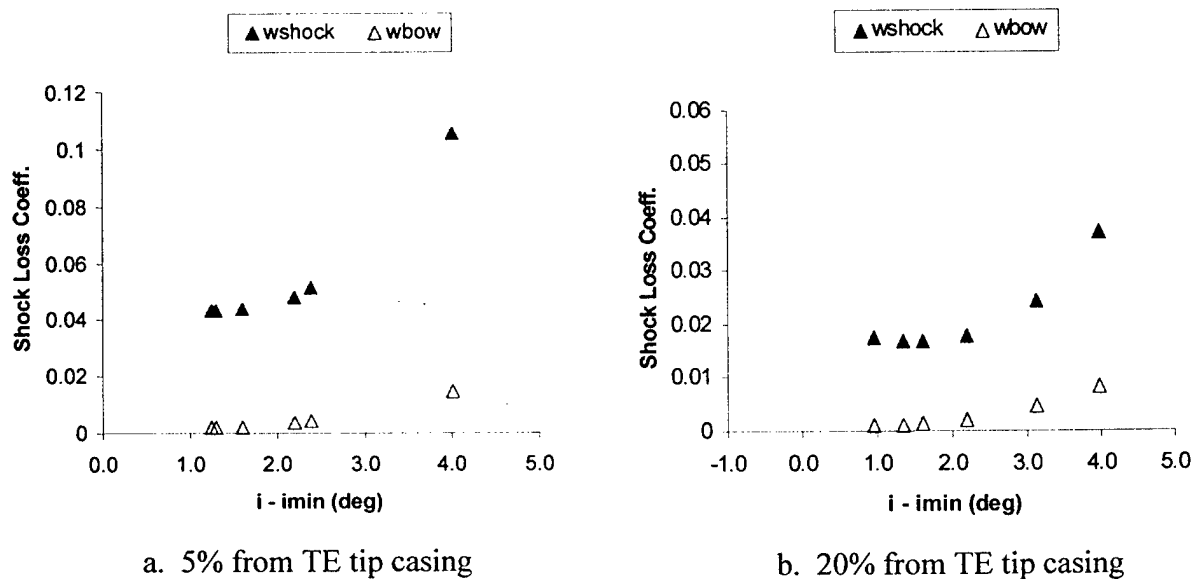 ▲ wshock △ wbow
0.12
0.1
0.08
0.06
0.04
0.02
0
Shock Loss Coeff.
0.0 1.0 2.0 3.0 4.0 5.0
i - imin (deg)
a. 5% from TE tip casing
▲ wshock △ wbow
0.06
0.05
0.04
0.03
0.02
0.01
0
Shock Loss Coeff.
-1.0 0.0 1.0 2.0 3.0 4.0 5.0
i - imin (deg)
b. 20% from TE tip casing